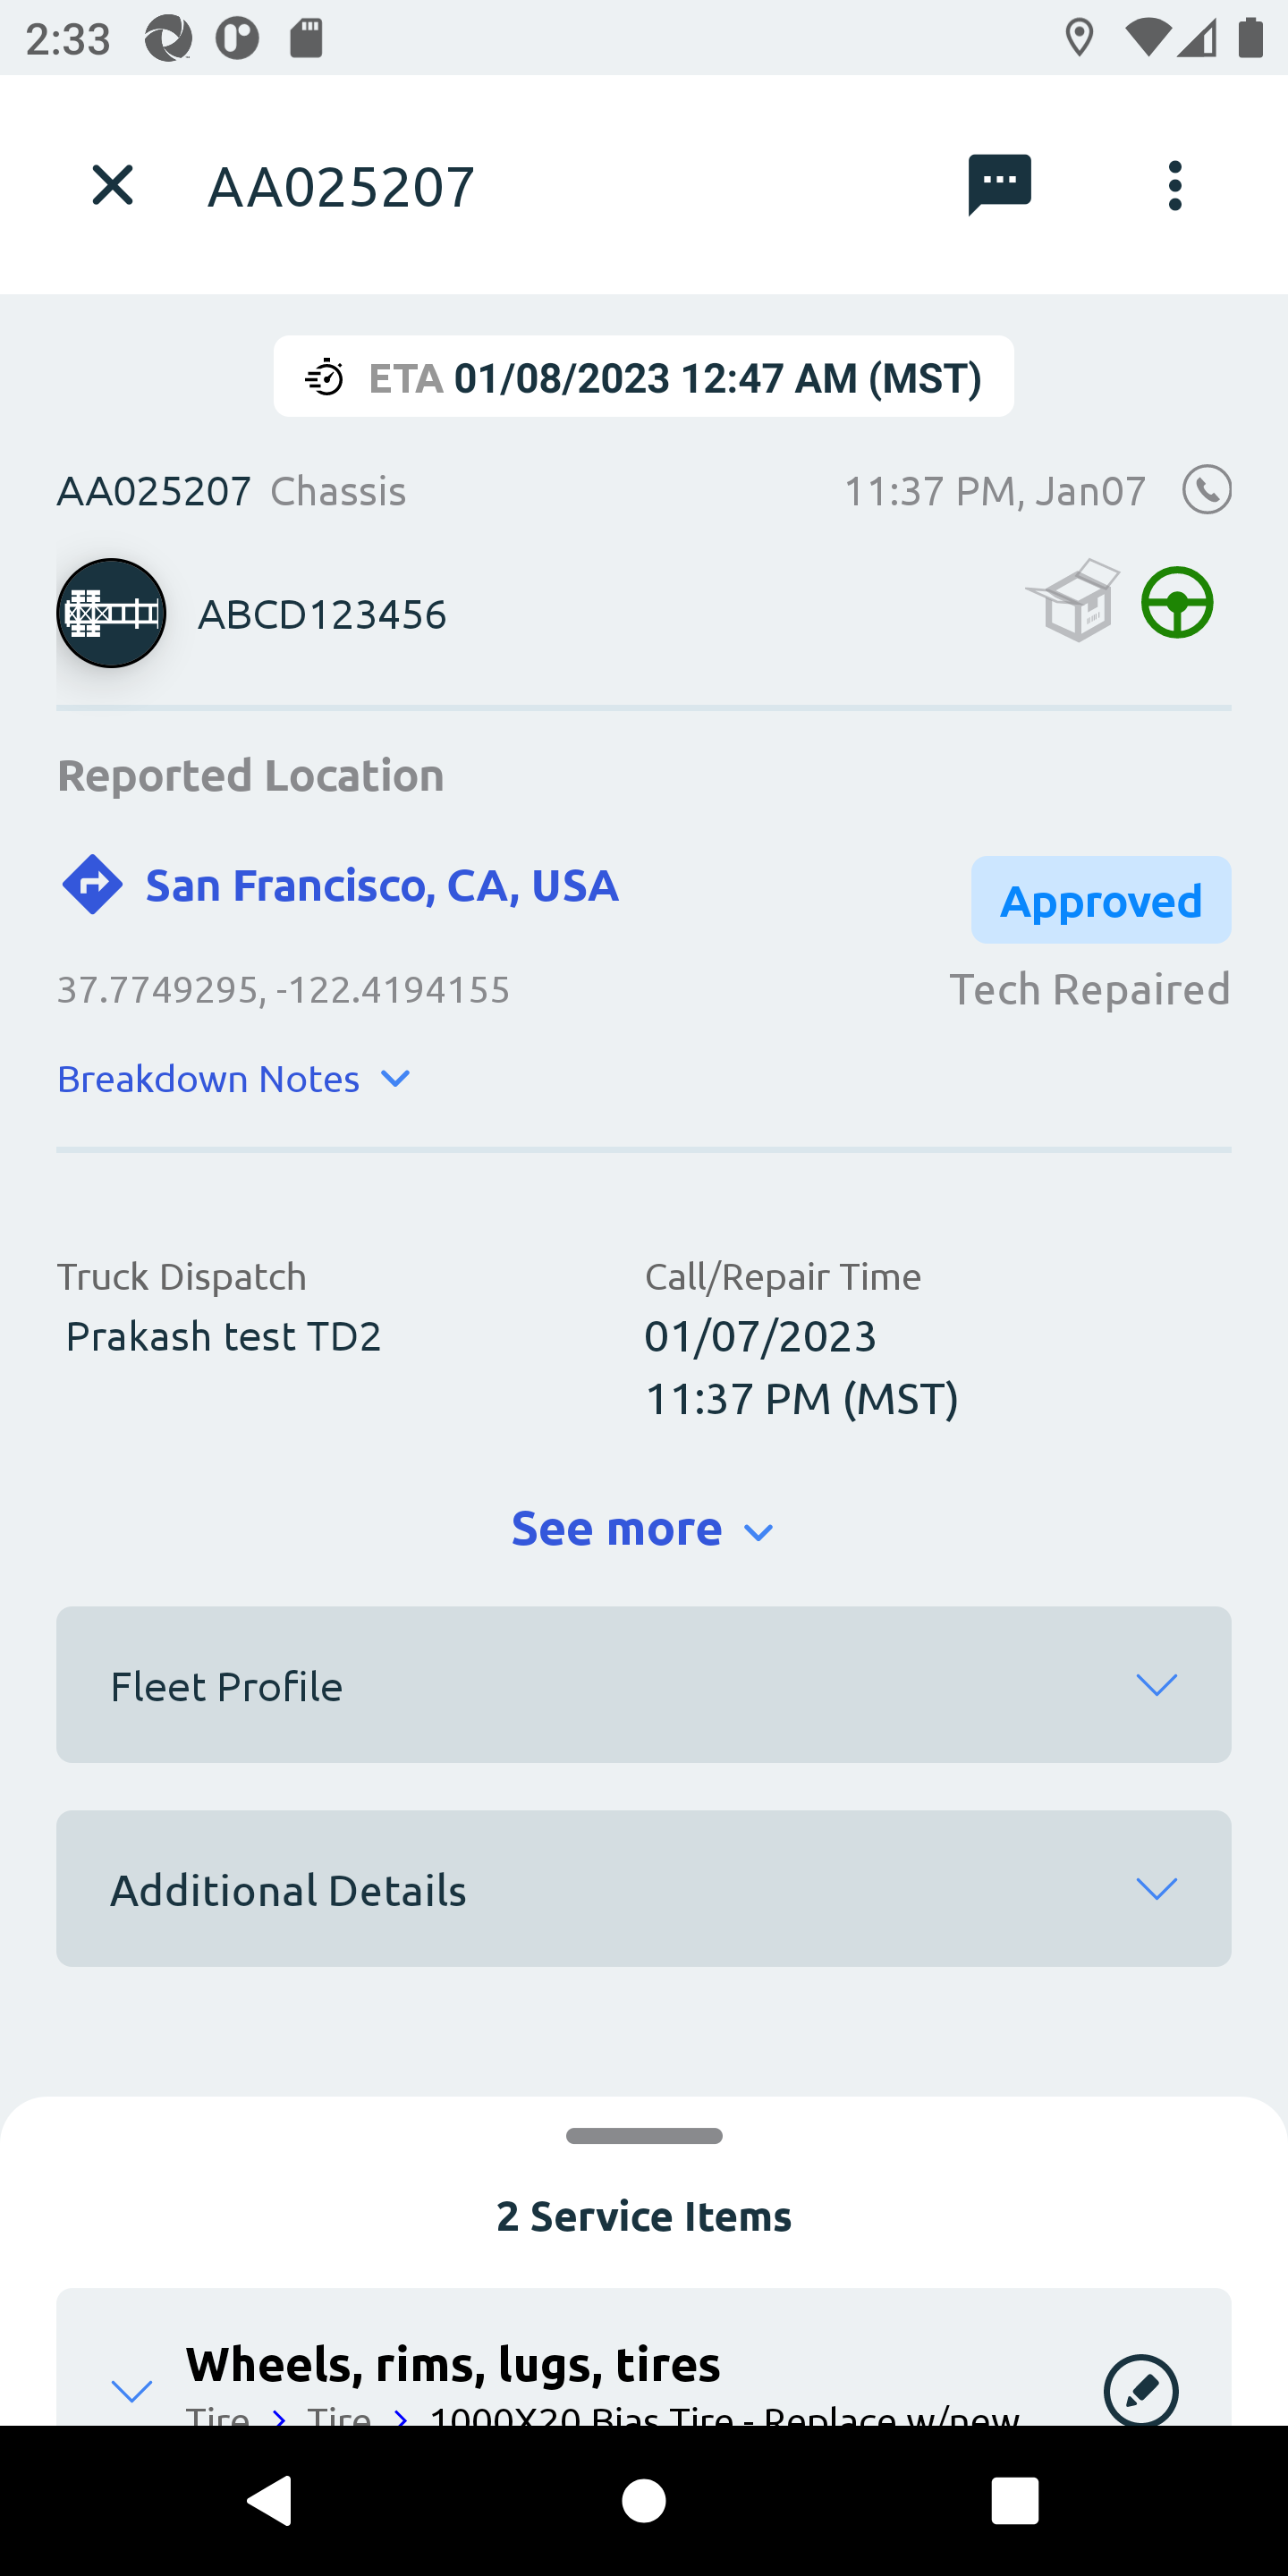 2:33
AA025207
ETA 01/08/2023 12:47 AM (MST)
AA025207 Chassis 11:37 PM, Jan07
ABCD123456
Reported Location
San Francisco, CA, USA
Approved
37.7749295, -122.4194155
Tech Repaired
Breakdown Notes
Truck Dispatch
Prakash test TD2
Call/Repair Time
01/07/2023
11:37 PM (MST)
See more
Fleet Profile
Additional Details
2 Service Items
Wheels, rims, lugs, tires
Tire > Tire > 1000X20 Bias Tire - Replace w/new